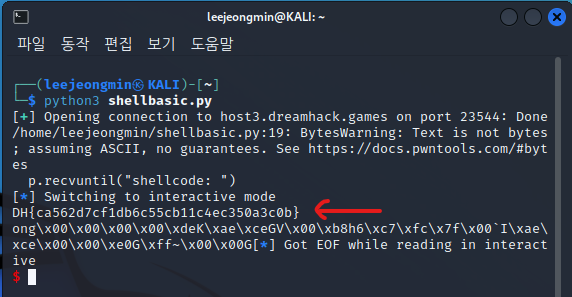 leejeongmin@KALI: ~
파일 동작 편집 보기 도움말
┌──(leejeongmin㉿KALI)-[~]
└─$ python3 shellbasic.py
[+] Opening connection to host3.dreamhack.games on port 23544: Done
/home/leejeongmin/shellbasic.py:19: BytesWarning: Text is not bytes
; assuming ASCII, no guarantees. See https://docs.pwntools.com/#byt
es
p.recvuntil("shellcode: ")
[*] Switching to interactive mode
DH{ca562d7cf1db6c55cb11c4ec350a3c0b}
ong\x00\x00\x00\x00\xdeK\xae\xceGV\x00\xb8h6\xc7\xfc\x7f\x00`I\xae\
xce\x00\x00\xe0G\xff~\x00\x00G[*] Got EOF while reading in interact
ive
$